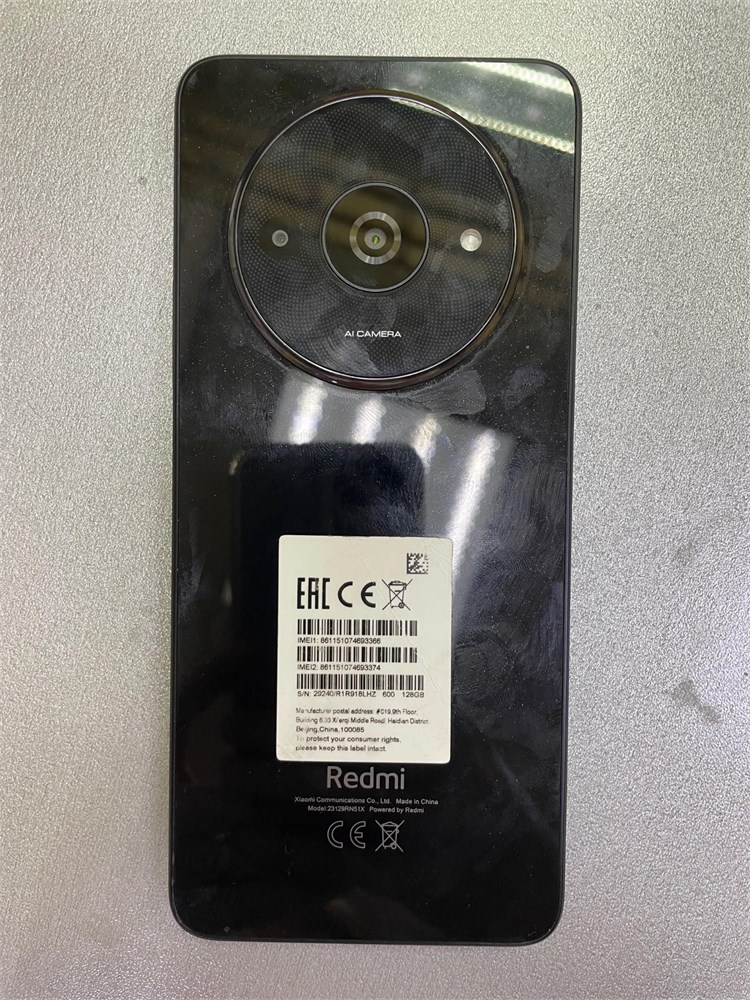 AI CAMERA
EAC CE
IMEI1: 861151074693366
IMEI2: 861151074693374
S/N: 29240/R1R918LHZ 600 128GB
Manufacturer postal address: #019,9th Floor,
Building 6,33 Xi'erqi Middle Road, Haidian District,
Beijing,China,100085
To protect your consumer rights,
please keep this label intact.
Redmi
Xiaomi Communications Co., Ltd. Made in China
Model:23129RN51X Powered by Redmi
CE